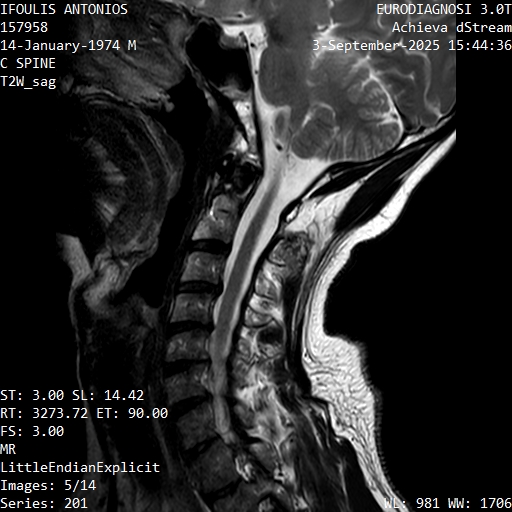 IFOULIS ANTONIOS
157958
14-January-1974 M
C SPINE
T2W_sag
EURODIAGNOSI 3.0T
Achieva dStream
3-September-2025 15:44:36
ST: 3.00 SL: 14.42
RT: 3273.72 ET: 90.00
FS: 3.00
MR
LittleEndianExplicit
Images: 5/14
Series: 201
WL: 981 WW: 1706